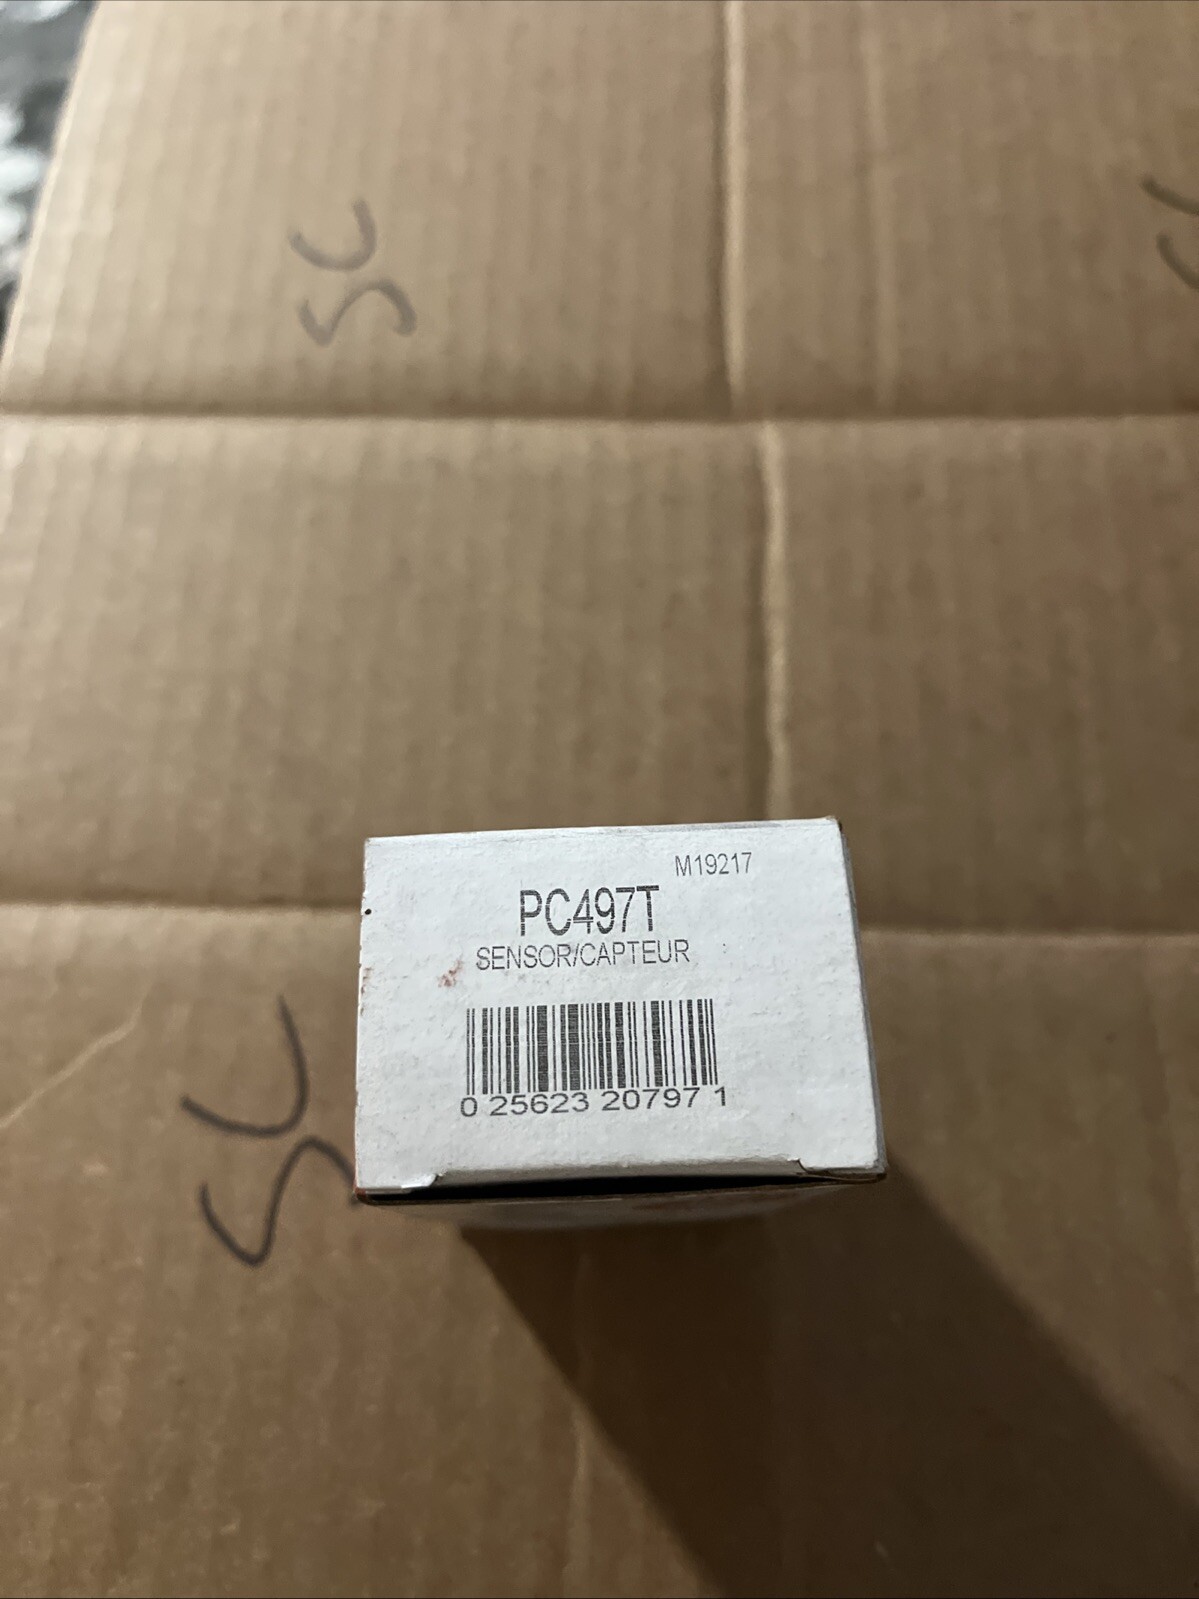 SC
M19217
PC497T
SENSOR/CAPTEUR
0 25623 20797 1
SC